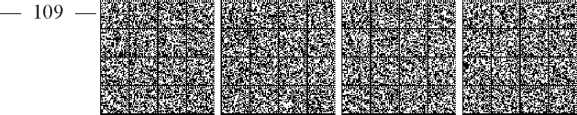 — 109 —